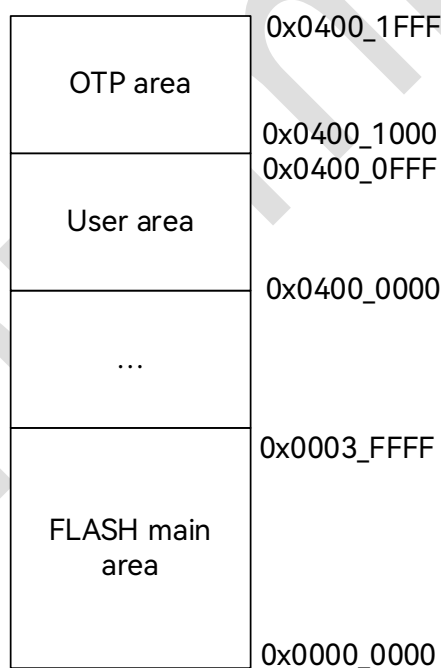 0x0400_1FFF
OTP area
0x0400_1000
0x0400_0FFF
User area
0x0400_0000
...
0x0003_FFFF
FLASH main
area
0x0000_0000